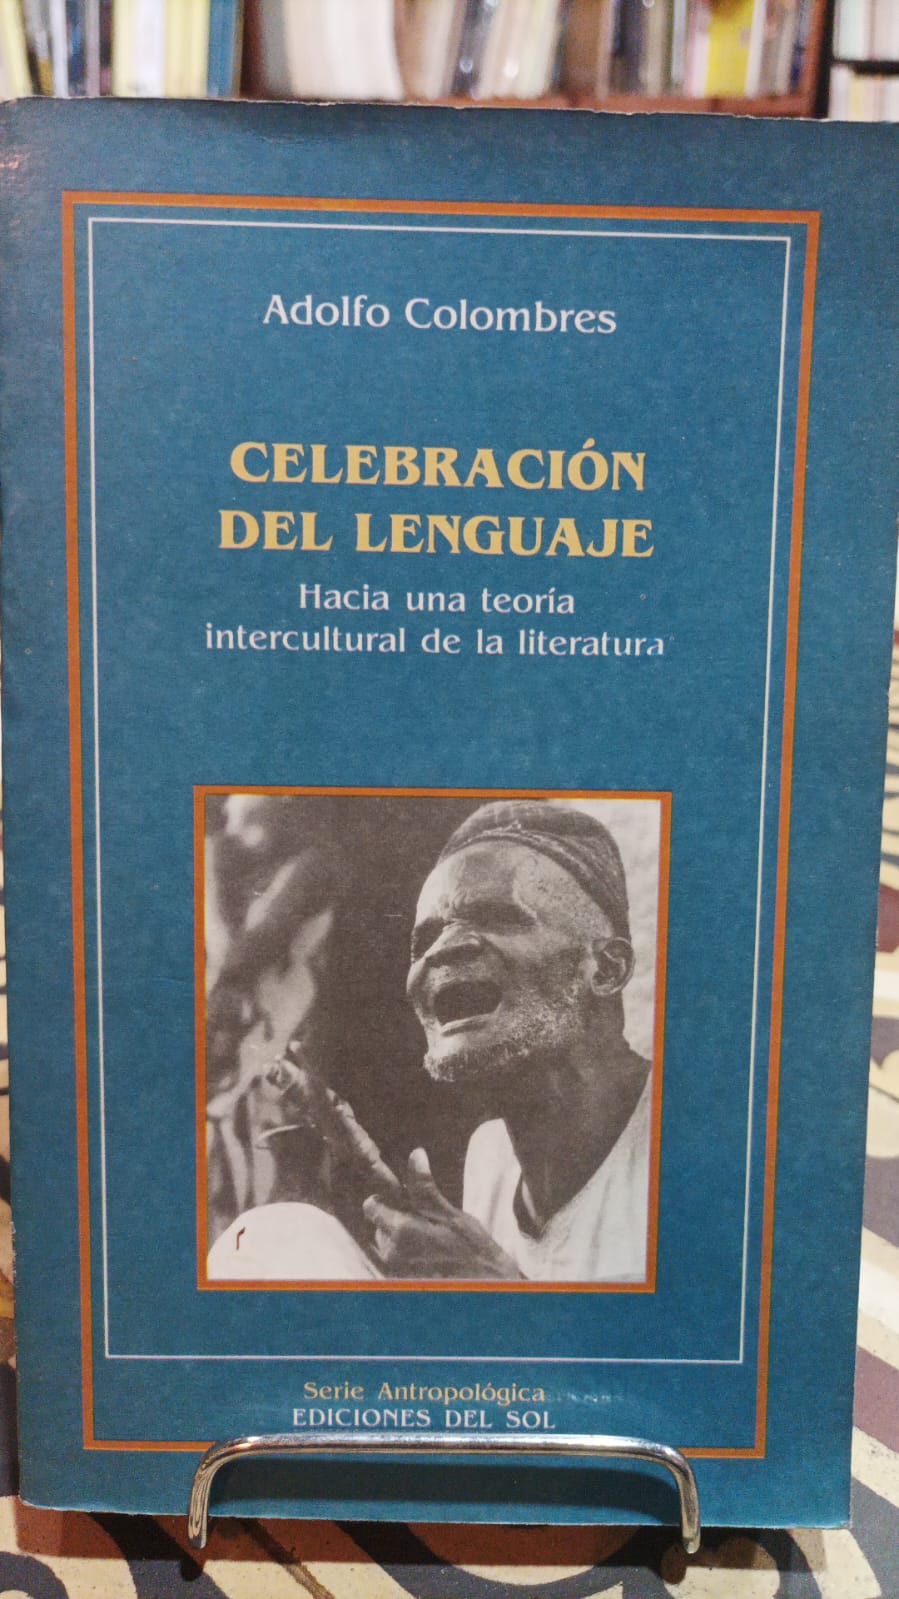 Adolfo Colombres
CELEBRACIÓN
DEL LENGUAJE
Hacia una teoría
intercultural de la literatura
Serie Antropológica
EDICIONES DEL SOL